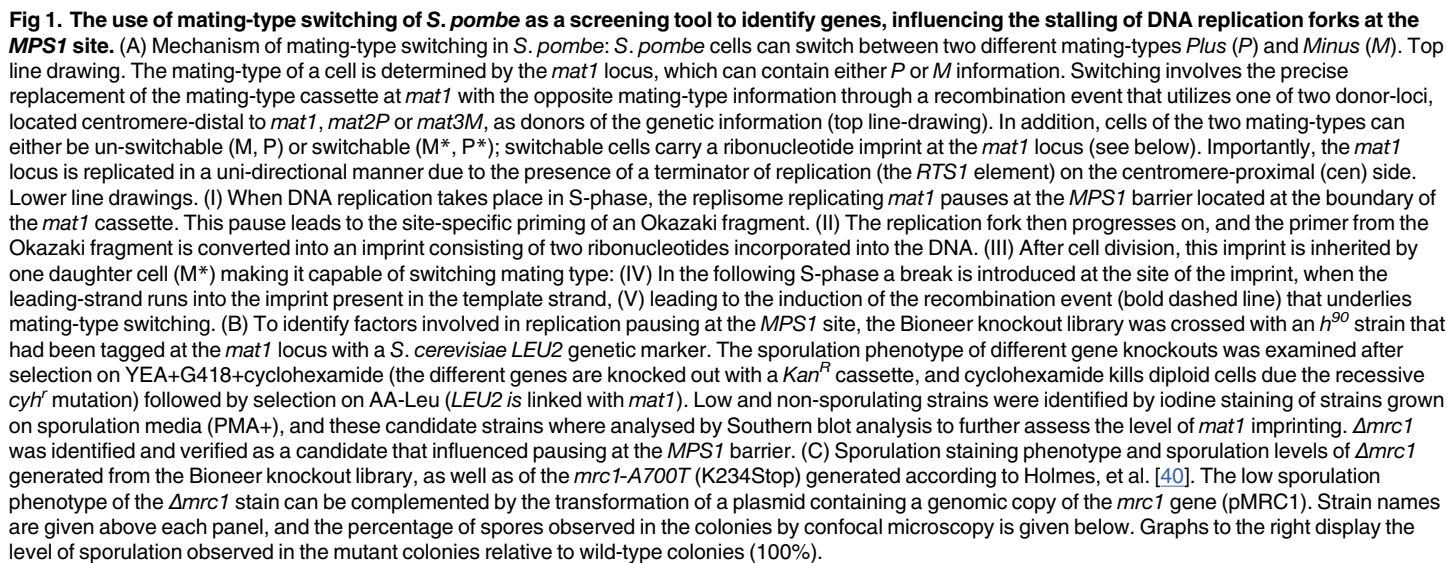 Fig 1. The use of mating-type switching of S. pombe as a screening tool to identify genes, influencing the stalling of DNA replication forks at the
MPS1 site. (A) Mechanism of mating-type switching in S. pombe: S. pombe cells can switch between two different mating-types Plus (P) and Minus (M). Top
line drawing. The mating-type of a cell is determined by the mat1 locus, which can contain either P or M information. Switching involves the precise
replacement of the mating-type cassette at mat1 with the opposite mating-type information through a recombination event that utilizes one of two donor-loci,
located centromere-distal to mat1, mat2P or mat3M, as donors of the genetic information (top line-drawing). In addition, cells of the two mating-types can
either be un-switchable (M, P) or switchable (M*, P*); switchable cells carry a ribonucleotide imprint at the mat1 locus (see below). Importantly, the mat1
locus is replicated in a uni-directional manner due to the presence of a terminator of replication (the RTS1 element) on the centromere-proximal (cen) side.
Lower line drawings. (I) When DNA replication takes place in S-phase, the replisome replicating mat1 pauses at the MPS1 barrier located at the boundary of
the mat1 cassette. This pause leads to the site-specific priming of an Okazaki fragment. (II) The replication fork then progresses on, and the primer from the
Okazaki fragment is converted into an imprint consisting of two ribonucleotides incorporated into the DNA. (III) After cell division, this imprint is inherited by
one daughter cell (M*) making it capable of switching mating type: (IV) In the following S-phase a break is introduced at the site of the imprint, when the
leading-strand runs into the imprint present in the template strand, (V) leading to the induction of the recombination event (bold dashed line) that underlies
mating-type switching. (B) To identify factors involved in replication pausing at the MPS1 site, the Bioneer knockout library was crossed with an h90 strain that
had been tagged at the mat1 locus with a S. cerevisiae LEU2 genetic marker. The sporulation phenotype of different gene knockouts was examined after
selection on YEA+G418+cyclohexamide (the different genes are knocked out with a KanR cassette, and cyclohexamide kills diploid cells due the recessive
cyhr mutation) followed by selection on AA-Leu (LEU2 is linked with mat1). Low and non-sporulating strains were identified by iodine staining of strains grown
on sporulation media (PMA+), and these candidate strains where analysed by Southern blot analysis to further assess the level of mat1 imprinting. Δmrc1
was identified and verified as a candidate that influenced pausing at the MPS1 barrier. (C) Sporulation staining phenotype and sporulation levels of Δmrc1
generated from the Bioneer knockout library, as well as of the mrc1-A700T (K234Stop) generated according to Holmes, et al. [40]. The low sporulation
phenotype of the Δmrc1 stain can be complemented by the transformation of a plasmid containing a genomic copy of the mrc1 gene (pMRC1). Strain names
are given above each panel, and the percentage of spores observed in the colonies by confocal microscopy is given below. Graphs to the right display the
level of sporulation observed in the mutant colonies relative to wild-type colonies (100%).